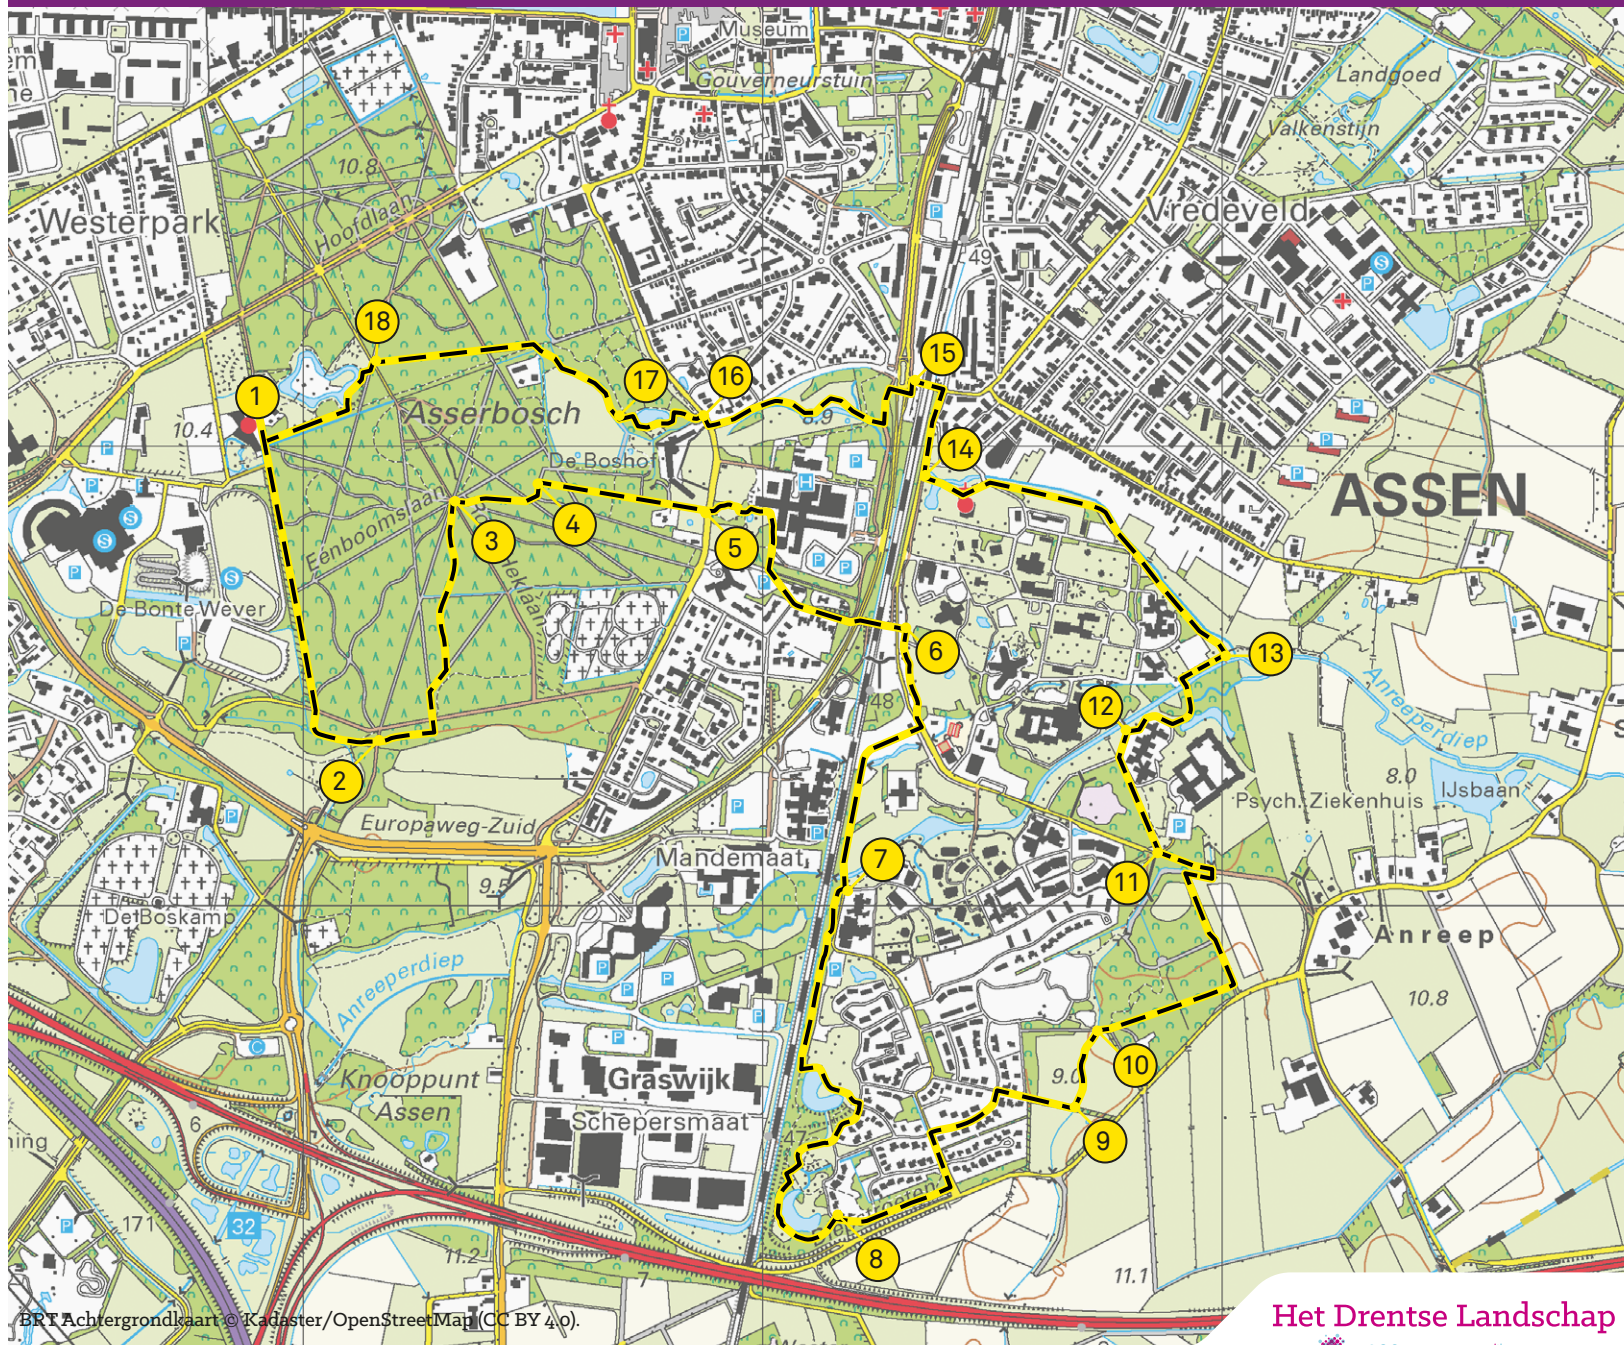 Museum
Gouverneurstuin
Landgoed
Valkenstijn
em
ne
10.8
Hoofdlaan
Westerpark
Vredeveld
49
18
15
1
17
16
10.4
Asserbosch
8.9
14
De Boshof
H
ASSEN
Eenboomslaan
3
4
5
De Bonte Wever
6
13
48
12
Anreeperdiep
2
8.0
IJsbaan
Psych. Ziekenhuis
Europaweg-Zuid
Mandemaat
7
11
De Boskamp
Anreep
Anreeperdiep
10.8
10
Knooppunt
Assen
Graswijk
9.0
Schepersmaat
6
47
9
ning
171
32
11.2
8
7
11.1
BRT Achtergrondkaart © Kadaster/OpenStreetMap (CC BY 4.0).
Het Drentse Landschap